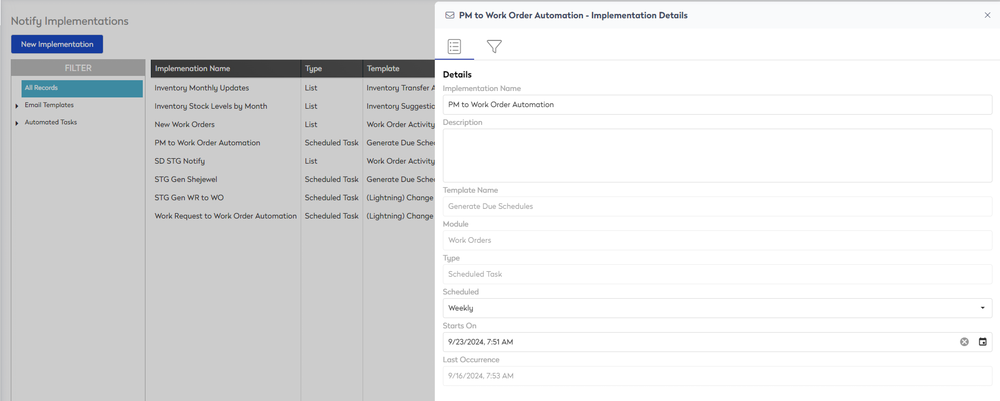 Notify Implementations
New Implementation
FILTER
All Records
Email Templates
Automated Tasks
Implemenation Name Type Template
Inventory Monthly Updates List Inventory Transfer A
Inventory Stock Levels by Month List Inventory Suggestio
New Work Orders List Work Order Activity
PM to Work Order Automation Scheduled Task Generate Due Sched
SD STG Notify List Work Order Activity
STG Gen Shejewel Scheduled Task Generate Due Sched
STG Gen WR to WO Scheduled Task (Lightning) Change
Work Request to Work Order Automation Scheduled Task (Lightning) Change
PM to Work Order Automation - Implementation Details
Details
Implementation Name
PM to Work Order Automation
Description
Template Name
Generate Due Schedules
Module
Work Orders
Type
Scheduled Task
Scheduled
Weekly
Starts On
9/23/2024, 7:51 AM
Last Occurrence
9/16/2024, 7:53 AM